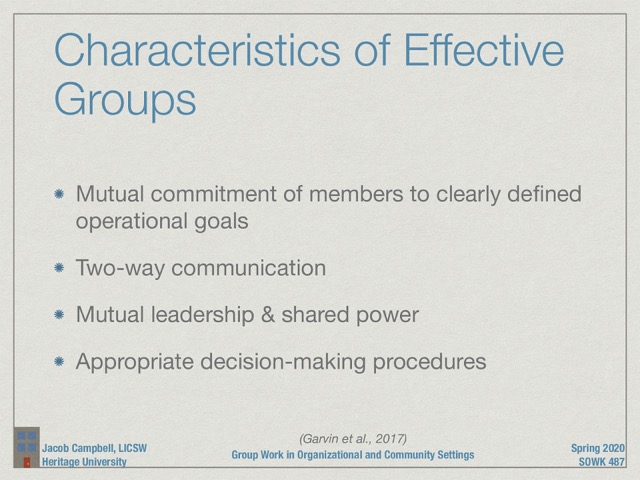 Characteristics of Effective
Groups
Mutual commitment of members to clearly defined
operational goals
Two-way communication
Mutual leadership & shared power
Appropriate decision-making procedures
(Garvin et al., 2017)
Jacob Campbell, LICSW
Heritage University
Group Work in Organizational and Community Settings
Spring 2020
SOWK 487